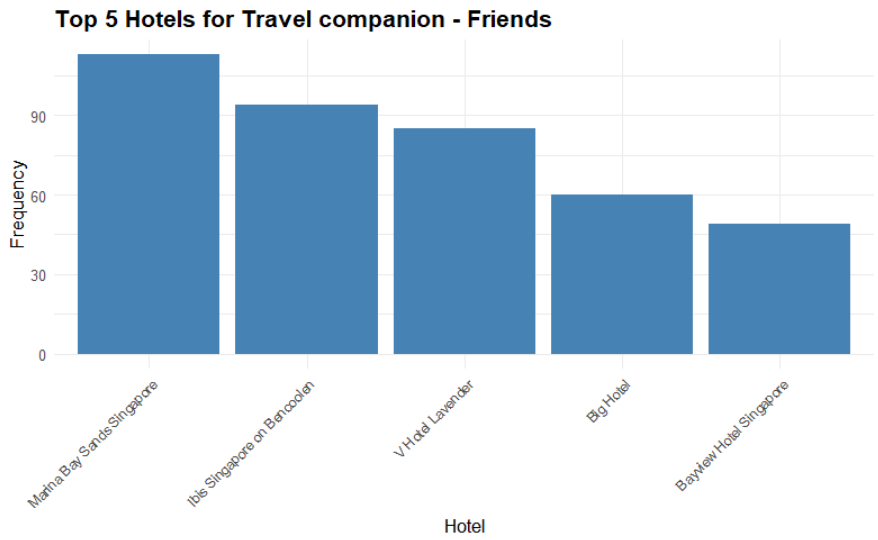 Top 5 Hotels for Travel companion - Friends
Frequency
90
60
30
0
Marina Bay Sands Singapore
Ibis Singapore on Bencoolen
V Hotel Lavender
Big Hotel
Bayview Hotel Singapore
Hotel